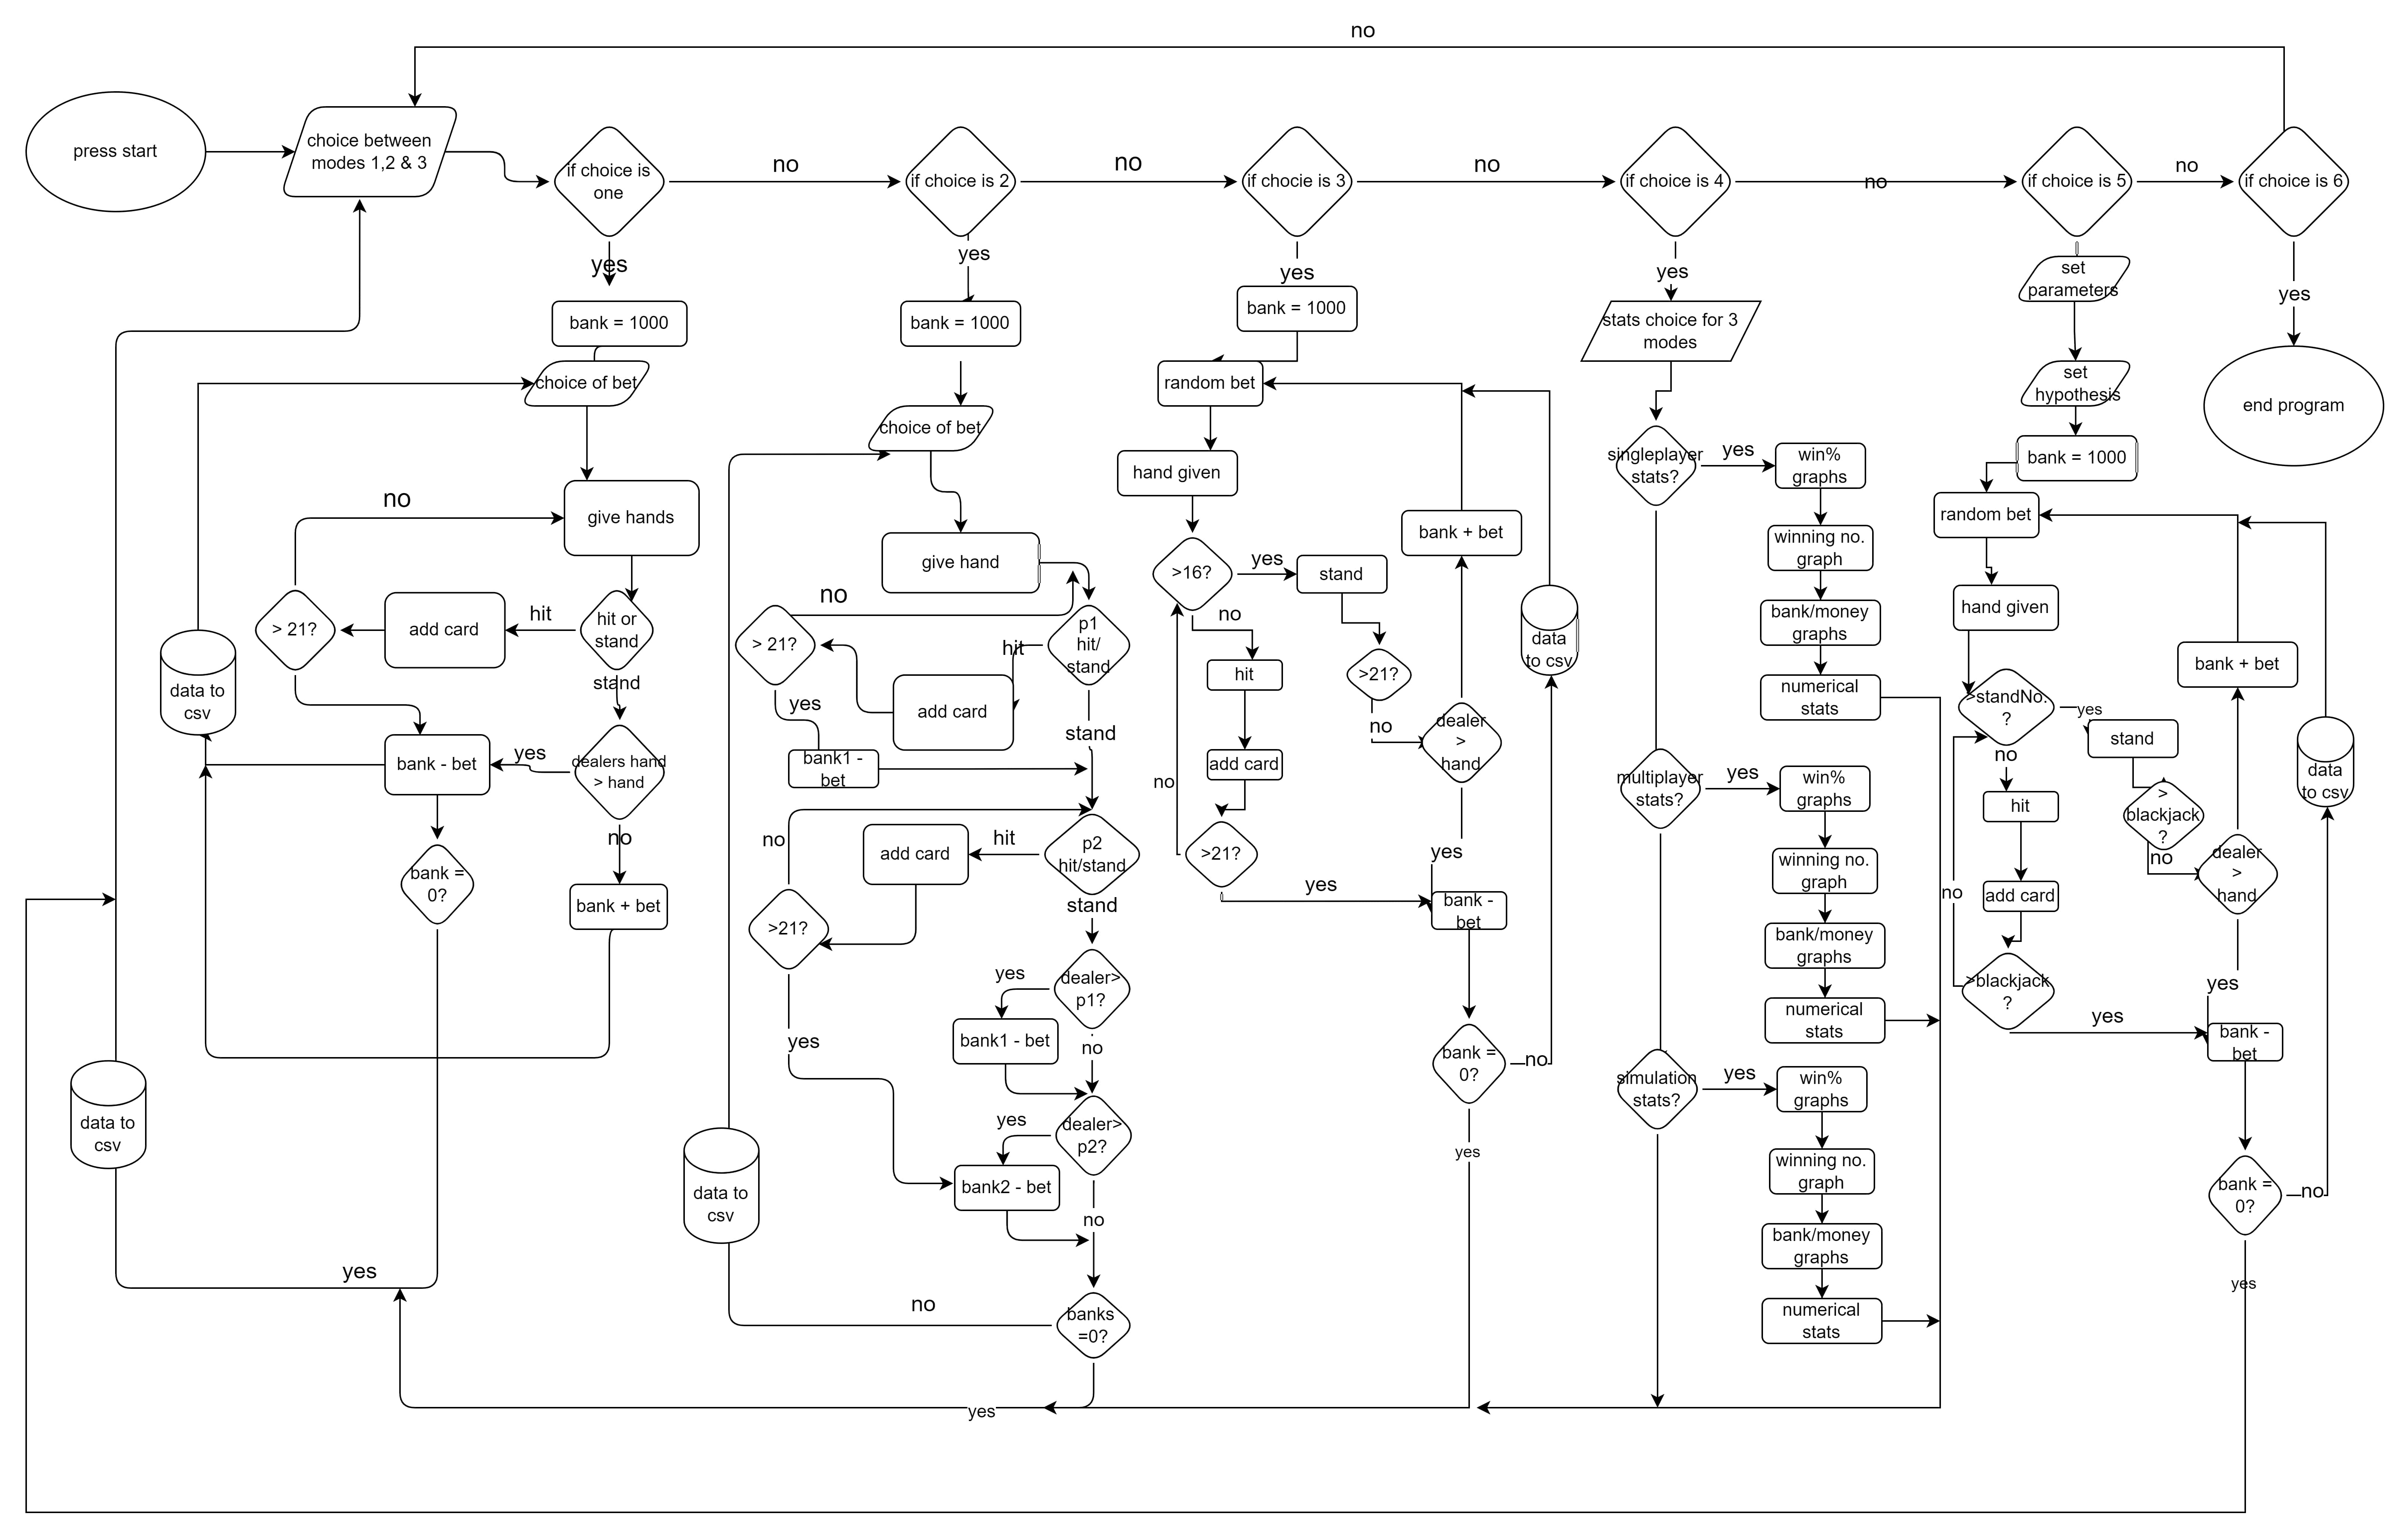 no
press start
choice between
modes 1,2 & 3
if choice is
one
no
if choice is 2
no
if chocie is 3
no
if choice is 4
no
if choice is 5
no
if choice is 6
yes
bank = 1000
choice of bet
no
give hands
> 21?
add card
hit
hit or
stand
stand
data to
csv
bank - bet
yes
dealers hand
> hand
no
bank =
0?
bank + bet
data to
csv
yes
yes
bank = 1000
choice of bet
give hand
no
> 21?
hit
p1
hit/
stand
add card
yes
stand
bank1 -
bet
no
add card
hit
p2
hit/stand
>21?
stand
yes
dealer>
p1?
yes
bank1 - bet
no
yes
dealer>
p2?
bank2 - bet
data to
csv
no
no
banks
=0?
yes
yes
bank = 1000
random bet
hand given
>16?
yes
stand
no
hit
>21?
no
bank + bet
data
to csv
dealer
>
hand
add card
no
>21?
yes
yes
bank -
bet
bank =
0?
no
yes
yes
stats choice for 3
modes
singleplayer
stats?
yes
win%
graphs
winning no.
graph
bank/money
graphs
numerical
stats
multiplayer
stats?
yes
win%
graphs
winning no.
graph
bank/money
graphs
numerical
stats
simulation
stats?
yes
win%
graphs
winning no.
graph
bank/money
graphs
numerical
stats
set
parameters
set
hypothesis
bank = 1000
random bet
hand given
>standNo.
?
yes
stand
no
hit
>
blackjack
?
no
bank + bet
data
to csv
dealer
>
hand
add card
no
>blackjack
?
yes
yes
bank -
bet
bank =
0?
no
yes
yes
end program